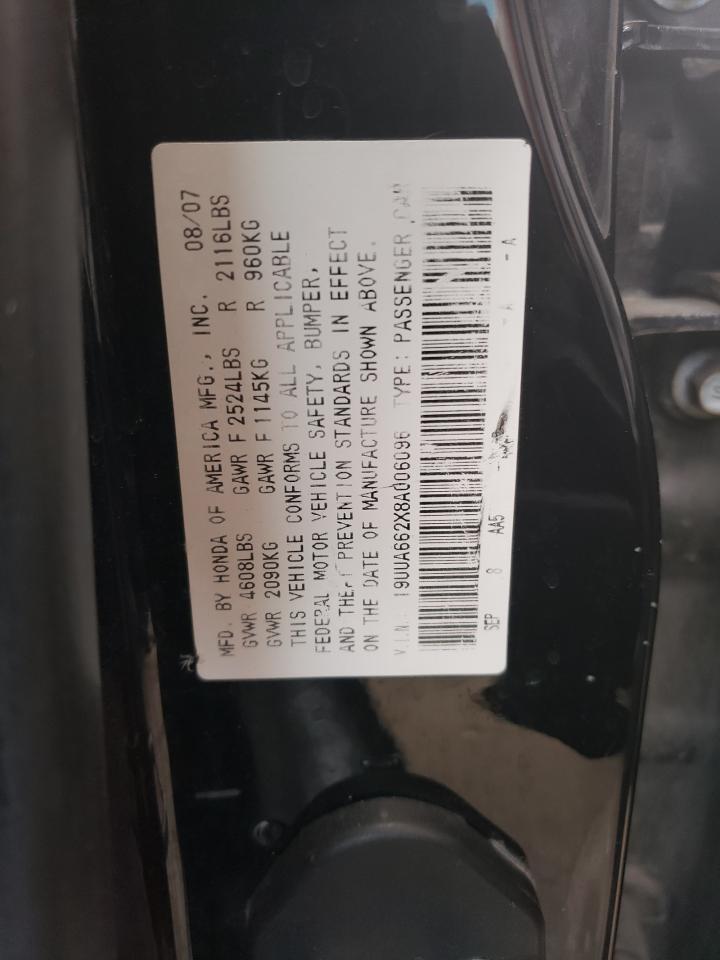 MFD. BY HONDA OF AMERICA MFG., INC. 08/07
GVWR 4608LBS GAWR F 2524LBS R 2116LBS
GVWR 2090KG GAWR F 1145KG R 960KG
THIS VEHICLE CONFORMS TO ALL APPLICABLE
FEDERAL MOTOR VEHICLE SAFETY, BUMPER,
AND THEFT PREVENTION STANDARDS IN EFFECT
ON THE DATE OF MANUFACTURE SHOWN ABOVE.
V.I.N.: 19UUA662X8A006096 TYPE: PASSENGER CAR
SEP 8 AA5 - - A - A